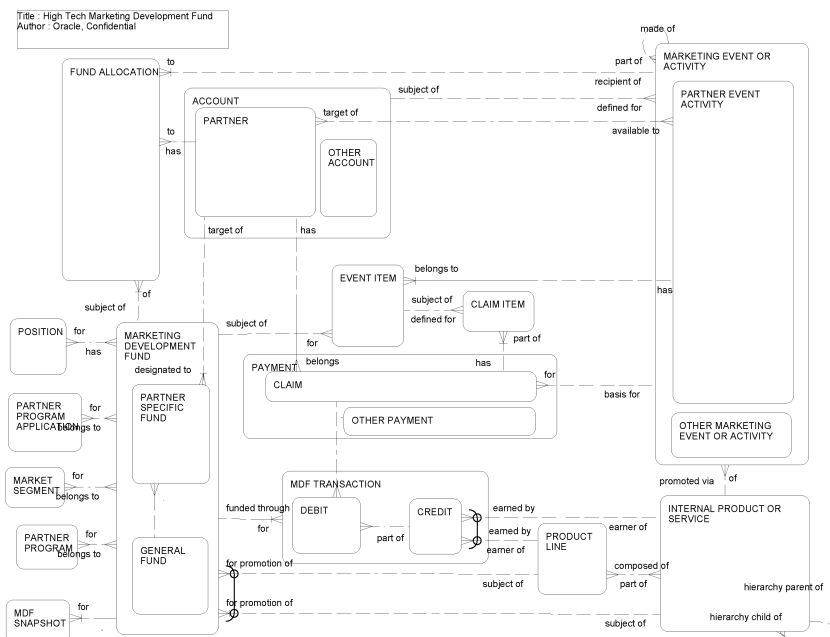 Title : High Tech Marketing Development Fund
Author : Oracle, Confidential
made of
to
part of
FUND ALLOCATION
MARKETING EVENT OR
ACTIVITY
recipient of
subject of
ACCOUNT
PARTNER EVENT
ACTIVITY
defined for
target of
PARTNER
to
available to
has
OTHER
ACCOUNT
target of
has
belongs to
EVENT ITEM
of
has
subject of
CLAIM ITEM
subject of
defined for
POSITION
for
MARKETING
DEVELOPMENT
FUND
subject of
for
part of
has
belongs
has
PAYMENT
for
designated to
CLAIM
basis for
PARTNER
SPECIFIC
FUND
PARTNER
PROGRAM
APPLICATION
for
belongs to
OTHER PAYMENT
OTHER MARKETING
EVENT OR ACTIVITY
MARKET
SEGMENT
for
belongs to
MDF TRANSACTION
promoted via
of
funded through
for
DEBIT
CREDIT
earned by
INTERNAL PRODUCT OR
SERVICE
earner of
part of
earned by
earner of
PARTNER
PROGRAM
for
belongs to
PRODUCT
LINE
GENERAL
FUND
for promotion of
composed of
subject of
part of
hierarchy parent of
for promotion of
MDF
SNAPSHOT
for
subject of
hierarchy child of